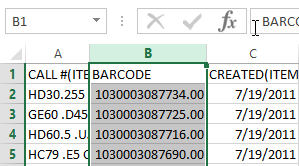 B1 fx BARCO
A B C
1 CALL #(ITE BARCODE CREATED(ITEM
2 HD30.255 1030003087734.00 7/19/2011
3 GE60 .D45 1030003087725.00 7/19/2011
4 HD60.5 .U 1030003087716.00 7/19/2011
5 HC79 .E5 1030003087690.00 7/19/2011